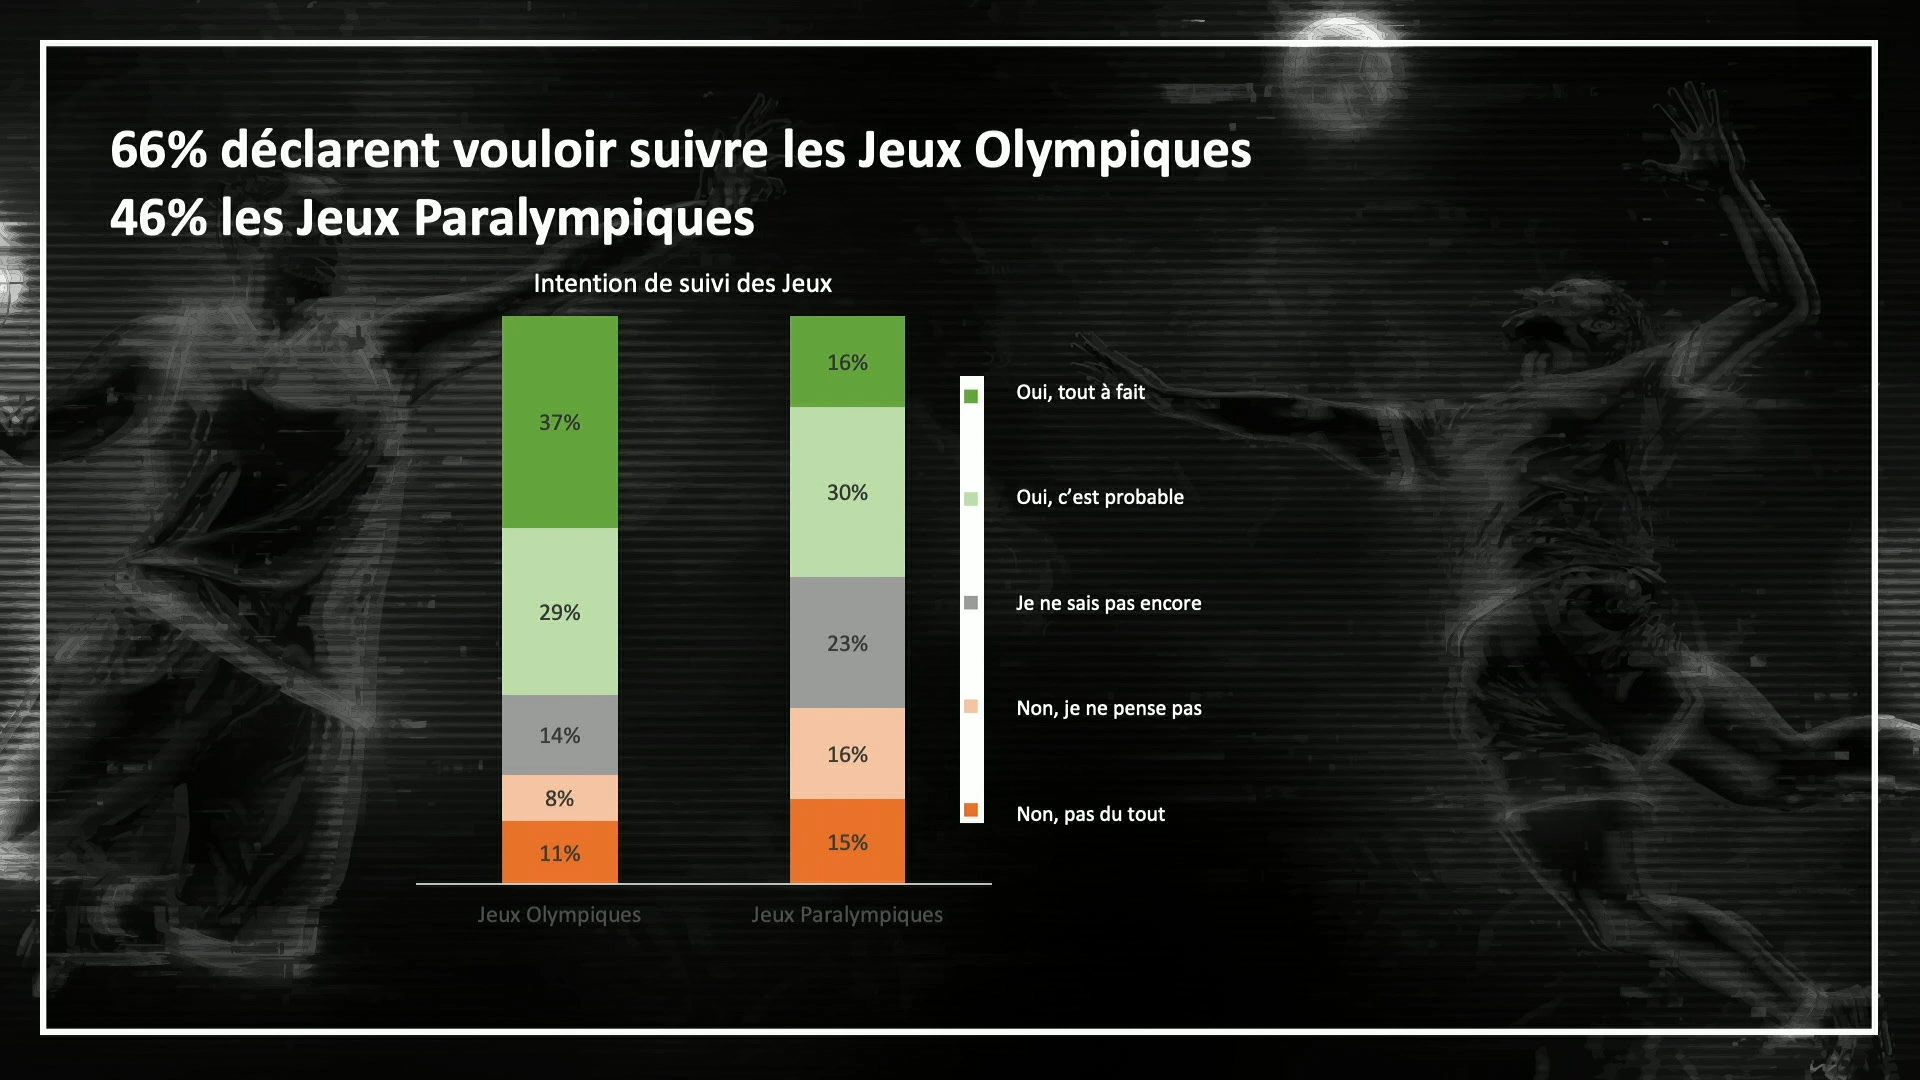 66% déclarent vouloir suivre les Jeux Olympiques
46% les Jeux Paralympiques
Intention de suivi des Jeux
37%
29%
14%
8%
11%
16%
30%
23%
16%
15%
Jeux Olympiques
Jeux Paralympiques
Oui, tout à fait
Oui, c’est probable
Je ne sais pas encore
Non, je ne pense pas
Non, pas du tout